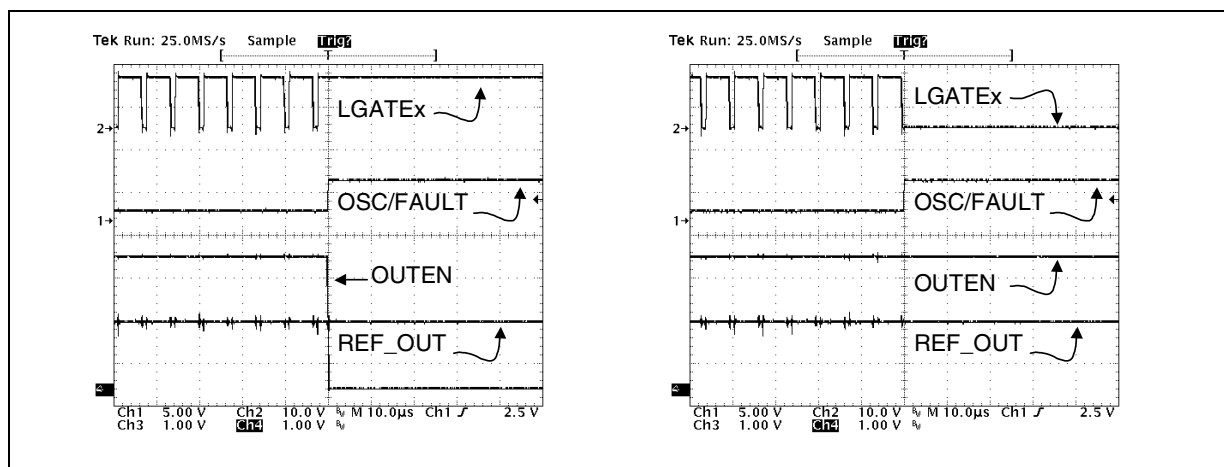 Tek Run: 25.0MS/s Sample Trig?
LGATEx
2
OSC/FAULT
1
OUTEN
REF_OUT
4
Ch1 5.00 V Ch2 10.0 V M 10.0µs Ch1 2.5 V
Ch3 1.00 V Ch4 1.00 V
Tek Run: 25.0MS/s Sample Trig?
LGATEx
2
OSC/FAULT
1
OUTEN
REF_OUT
4
Ch1 5.00 V Ch2 10.0 V M 10.0µs Ch1 2.5 V
Ch3 1.00 V Ch4 1.00 V